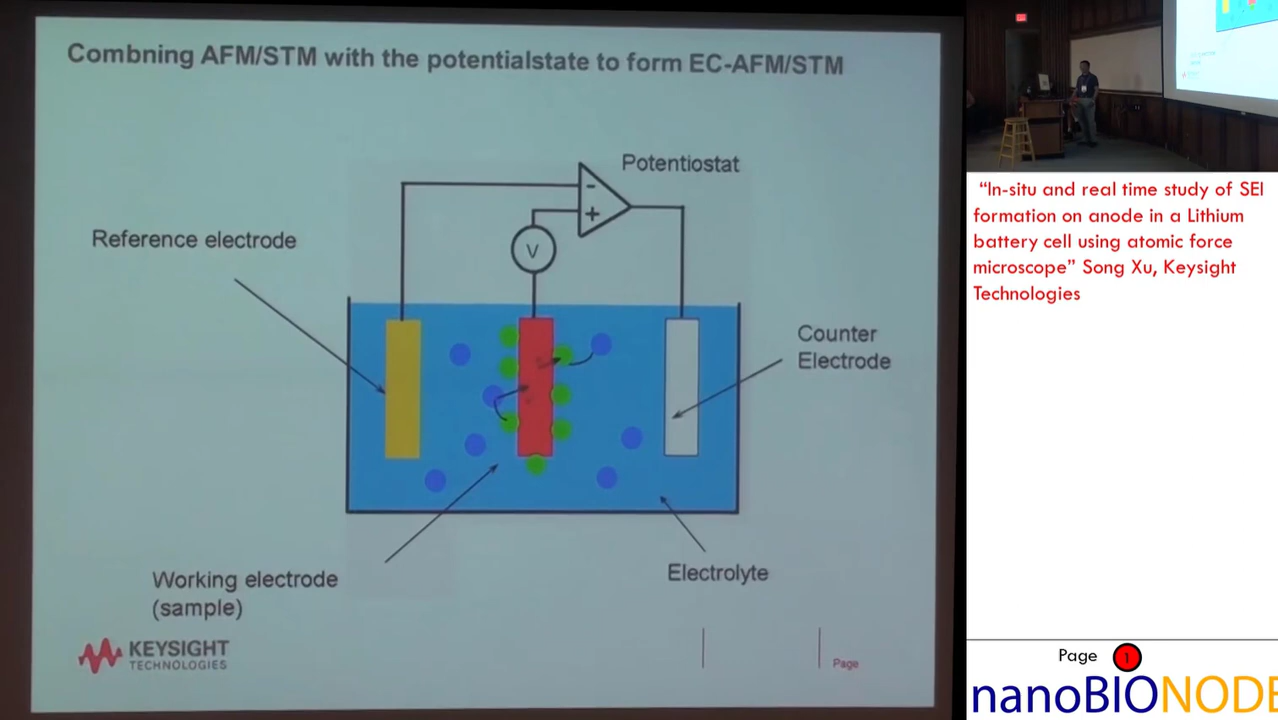 Combning AFM/STM with the potentialstate to form EC-AFM/STM
Potentiostat
-
+
V
Reference electrode
Counter
Electrode
Working electrode
(sample)
Electrolyte
KEYSIGHT
TECHNOLOGIES
Page
“In-situ and real time study of SEI
formation on anode in a Lithium
battery cell using atomic force
microscope” Song Xu, Keysight
Technologies
Page 1
nanoBIONODE